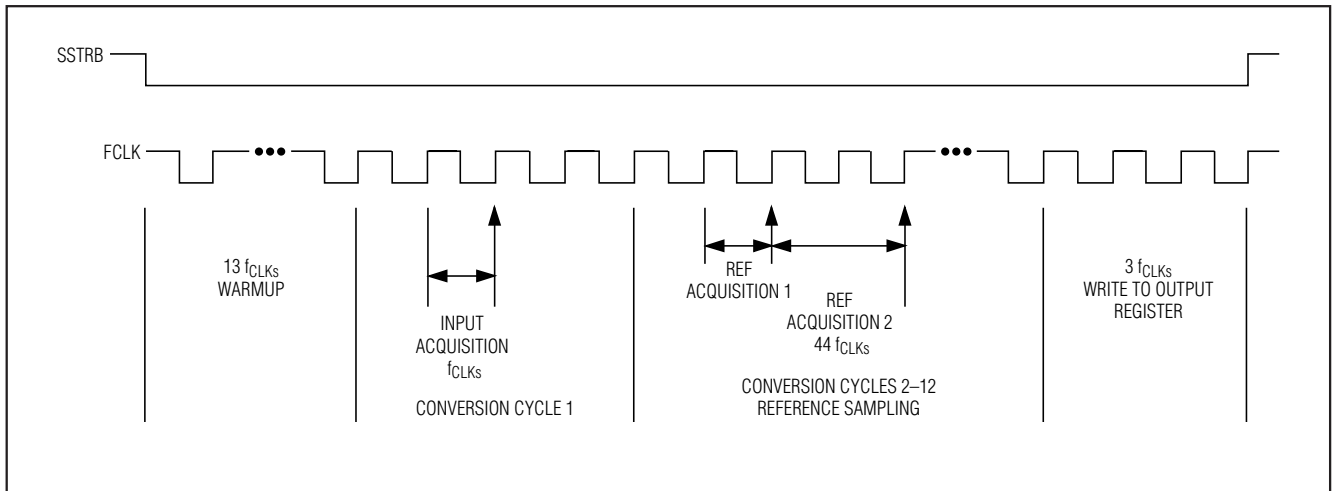 SSTRB
FCLK
13 fCLKs
WARMUP
INPUT
ACQUISITION
fCLKs
CONVERSION CYCLE 1
REF
ACQUISITION 1
REF
ACQUISITION 2
44 fCLKs
CONVERSION CYCLES 2–12
REFERENCE SAMPLING
3 fCLKs
WRITE TO OUTPUT
REGISTER